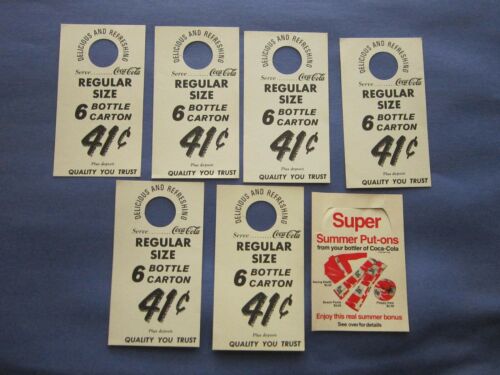 DELICIOUS AND REFRESHING
Serve Coca-Cola
REGULAR
SIZE
6 BOTTLE
CARTON
41¢
Plus deposit
QUALITY YOU TRUST
DELICIOUS AND REFRESHING
Serve Coca-Cola
REGULAR
SIZE
6 BOTTLE
CARTON
41¢
Plus deposit
QUALITY YOU TRUST
DELICIOUS AND REFRESHING
Serve Coca-Cola
REGULAR
SIZE
6 BOTTLE
CARTON
41¢
Plus deposit
QUALITY YOU TRUST
DELICIOUS AND REFRESHING
Serve Coca-Cola
REGULAR
SIZE
6 BOTTLE
CARTON
41¢
Plus deposit
QUALITY YOU TRUST
DELICIOUS AND REFRESHING
Serve Coca-Cola
REGULAR
SIZE
6 BOTTLE
CARTON
41¢
Plus deposit
QUALITY YOU TRUST
DELICIOUS AND REFRESHING
Serve Coca-Cola
REGULAR
SIZE
6 BOTTLE
CARTON
41¢
Plus deposit
QUALITY YOU TRUST
Super
Summer Put-ons
from your bottler of Coca-Cola
Enjoy this real summer bonus
See over for details